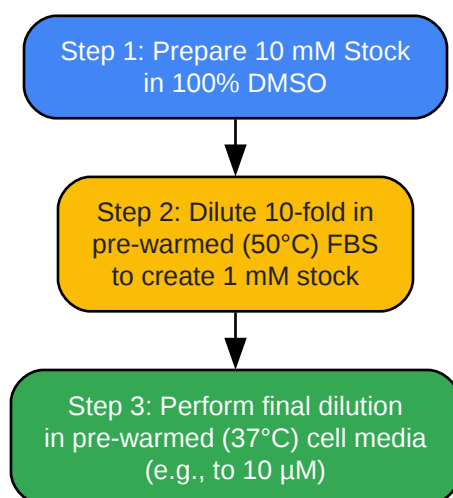 Step 1: Prepare 10 mM Stock
in 100% DMSO
Step 2: Dilute 10-fold in
pre-warmed (50°C) FBS
to create 1 mM stock
Step 3: Perform final dilution
in pre-warmed (37°C) cell media
(e.g., to 10 µM)